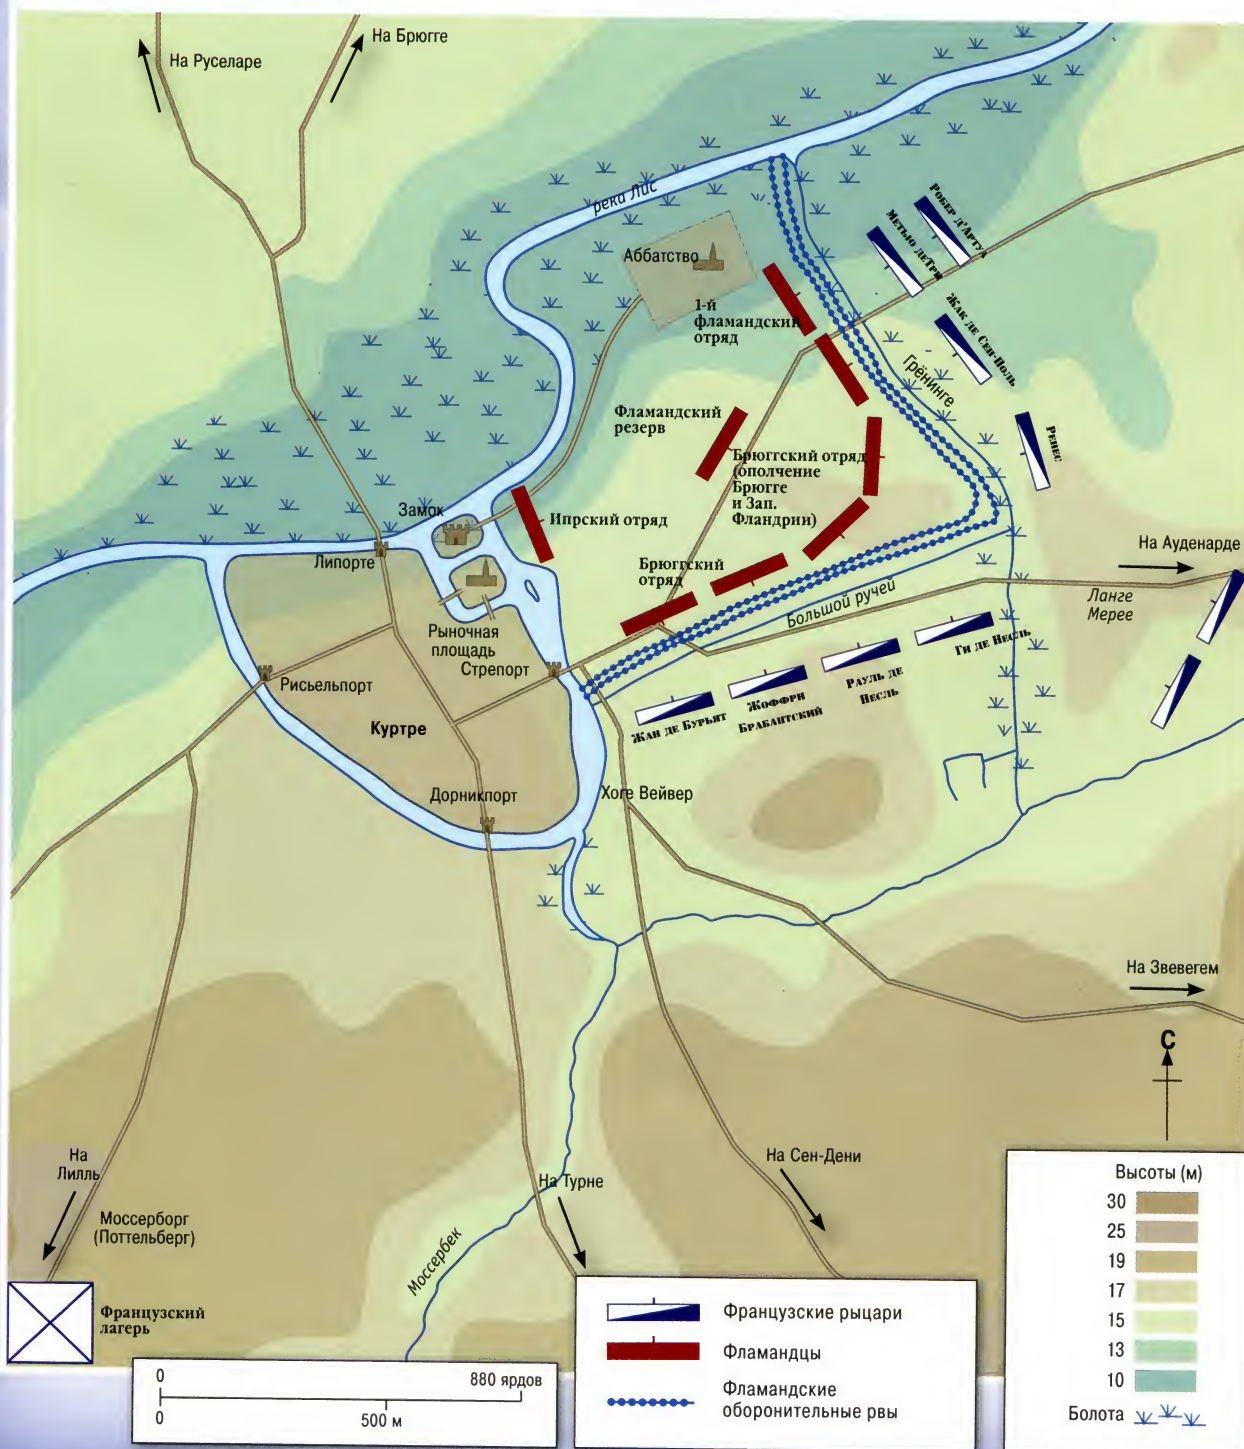 На Руселаре
На Брюгге
река Лис
Аббатство
Робер д'Артуа
Метью деТри
1-й
фламандский
отряд
Жак де Сен-Поль
Грёнинге
Фламандский
резерв
Ренес
Брюггский отряд
(ополчение
Брюгге
и Зап.
Фландрии)
Замок
Ипрский отряд
Липорте
Брюггский
отряд
На Ауденарде
Большой ручей
Ланге
Мерее
Рыночная
площадь
Стрепорт
Ги де Несль
Рисьельпорт
Рауль де
Несль
Жоффри
Брабантский
Жан де Бурьят
Куртре
Дорникпорт
Хоге Вейвер
На Звевегем
С
На
Лилль
На Сен-Дени
На Турне
Моссерборг
(Поттельберг)
Моссербек
Французский
лагерь
Высоты (м)
30
25
19
17
15
13
10
Болота
Французские рыцари
Фламандцы
Фламандские
оборонительные рвы
0
880 ярдов
0
500 м